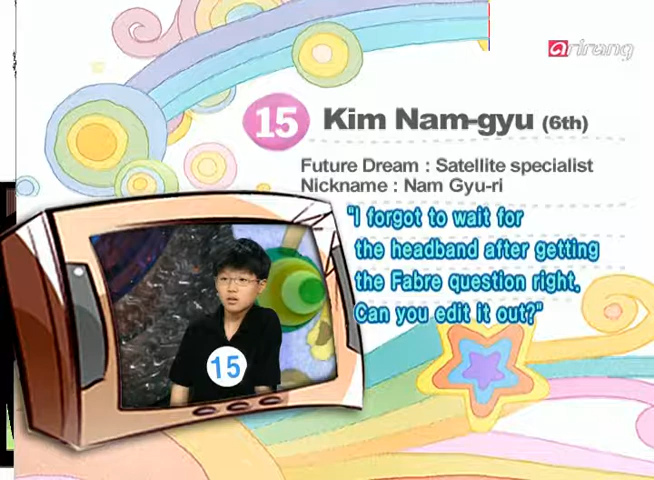 arirang
15 Kim Nam-gyu (6th)
Future Dream : Satellite specialist
Nickname : Nam Gyu-ri
"I forgot to wait for
the headband after getting
the Fabre question right.
Can you edit it out?"
15